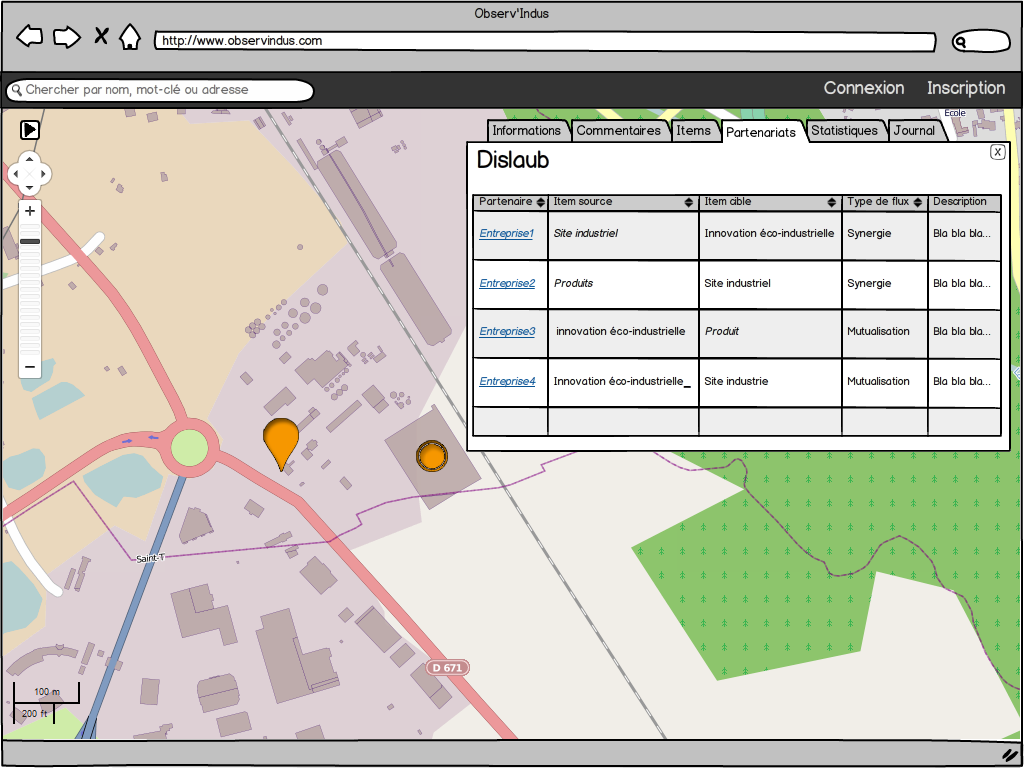 Observ'Indus
http://www.observindus.com
Chercher par nom, mot-clé ou adresse
Connexion Inscription
Ecole
Informations Commentaires Items Partenariats Statistiques Journal
Dislaub
X
Partenaire Item source Item cible Type de flux Description
Entreprise1 Site industriel Innovation éco-industrielle Synergie Bla bla bla...
Entreprise2 Produits Site industriel Synergie Bla bla bla...
Entreprise3 innovation éco-industrielle Produit Mutualisation Bla bla bla...
Entreprise4 Innovation éco-industrielle_ Site industrie Mutualisation Bla bla bla...
Saint-T
D 671
100 m
200 ft